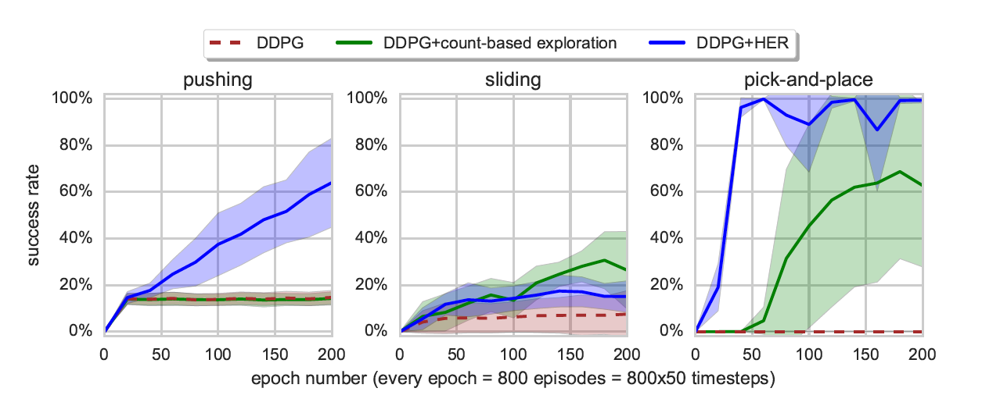 DDPG DDPG+count-based exploration DDPG+HER
pushing sliding pick-and-place
success rate
100% 100% 100%
80% 80% 80%
60% 60% 60%
40% 40% 40%
20% 20% 20%
0% 0% 0%
0 50 100 150 200 0 50 100 150 200 0 50 100 150 200
epoch number (every epoch = 800 episodes = 800x50 timesteps)